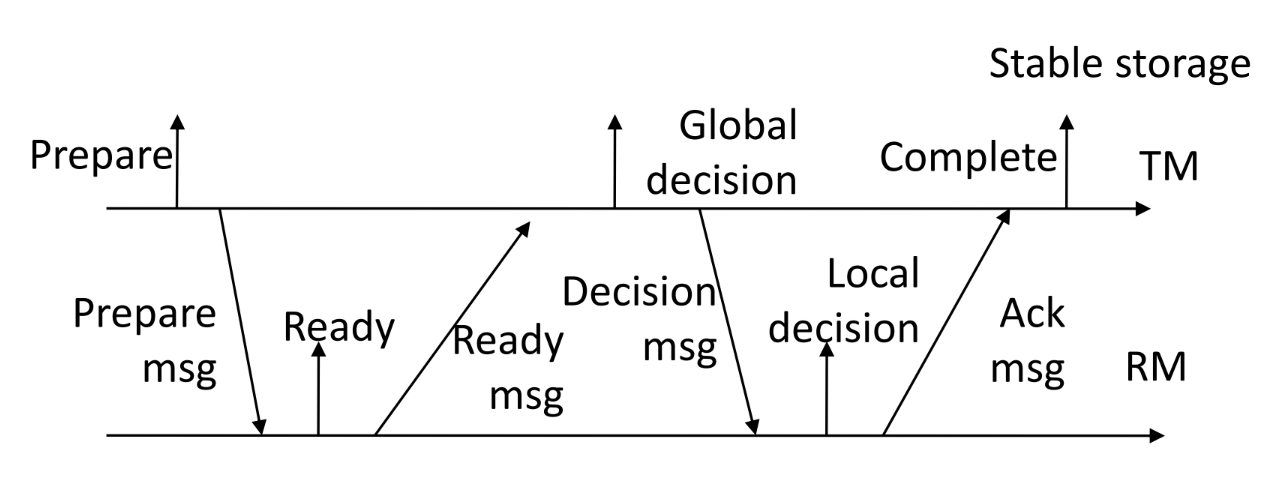 Stable storage
Prepare
Global
decision
Complete
TM
Prepare
msg
Ready
Ready
msg
Decision
msg
Local
decision
Ack
msg
RM